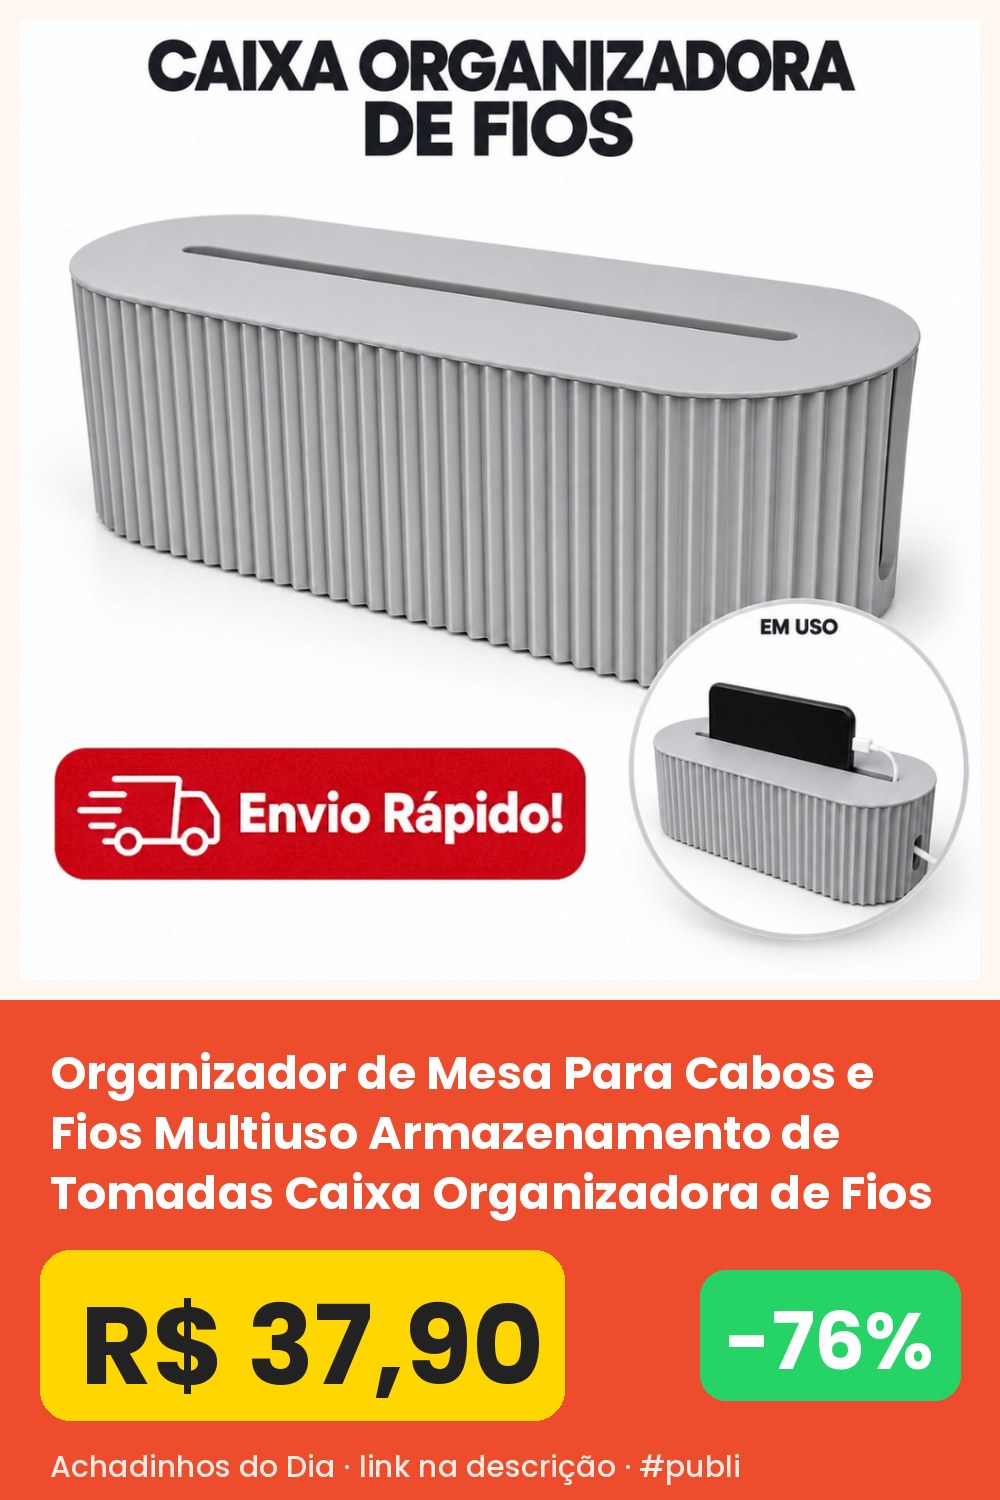 CAIXA ORGANIZADORA
DE FIOS
EM USO
Envio Rápido!
Organizador de Mesa Para Cabos e
Fios Multiuso Armazenamento de
Tomadas Caixa Organizadora de Fios
R$ 37,90
-76%
Achadinhos do Dia · link na descrição · #publi